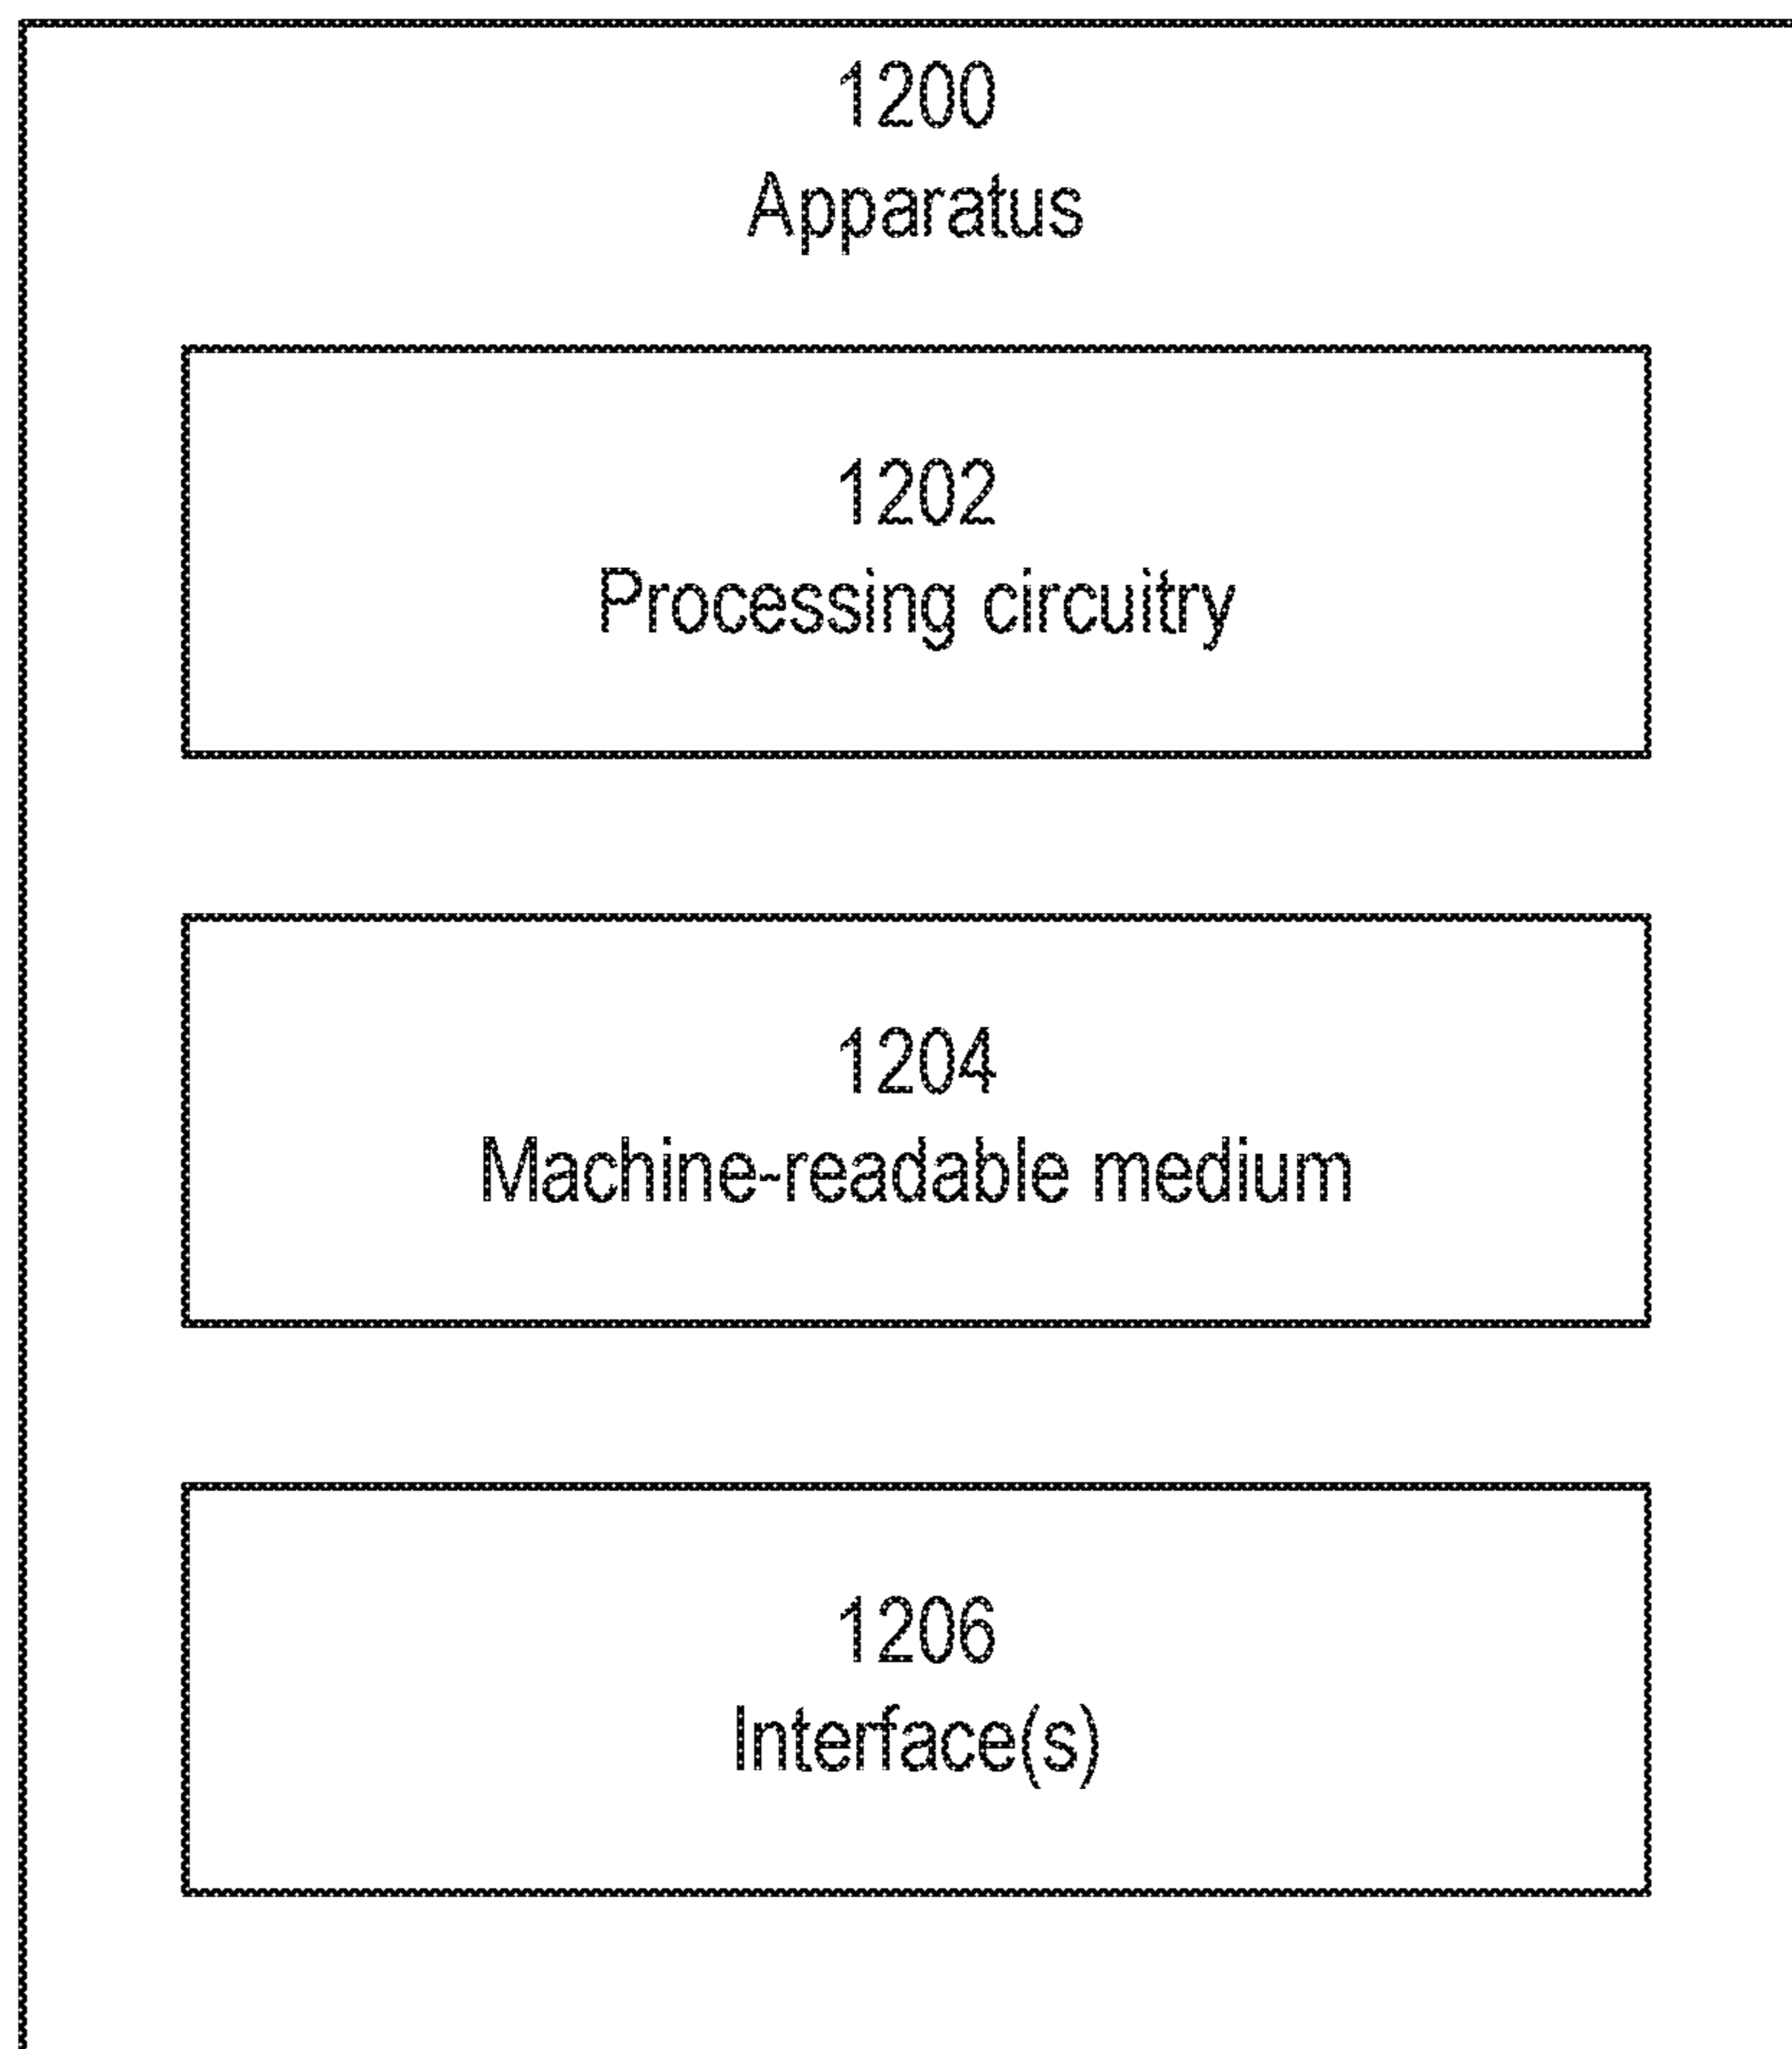 1200
Apparatus
1202
Processing circuitry
1204
Machine-readable medium
1206
Interface(s)